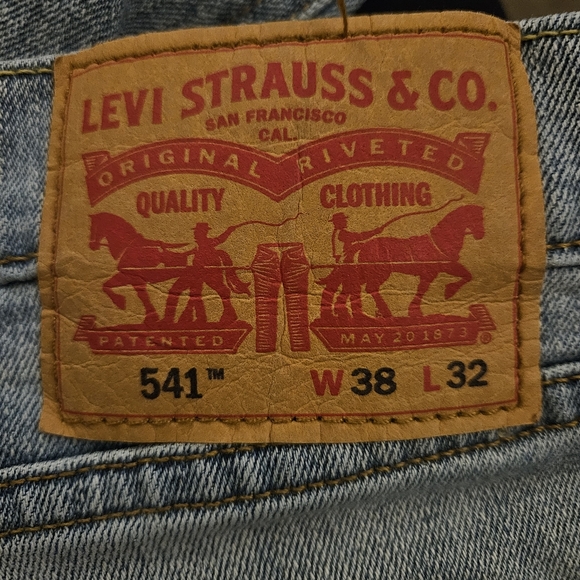 LEVI STRAUSS & CO.
SAN FRANCISCO
CAL.
ORIGINAL RIVETED
QUALITY CLOTHING
PATENTED MAY 20 1873 ®
541™ W 38 L 32